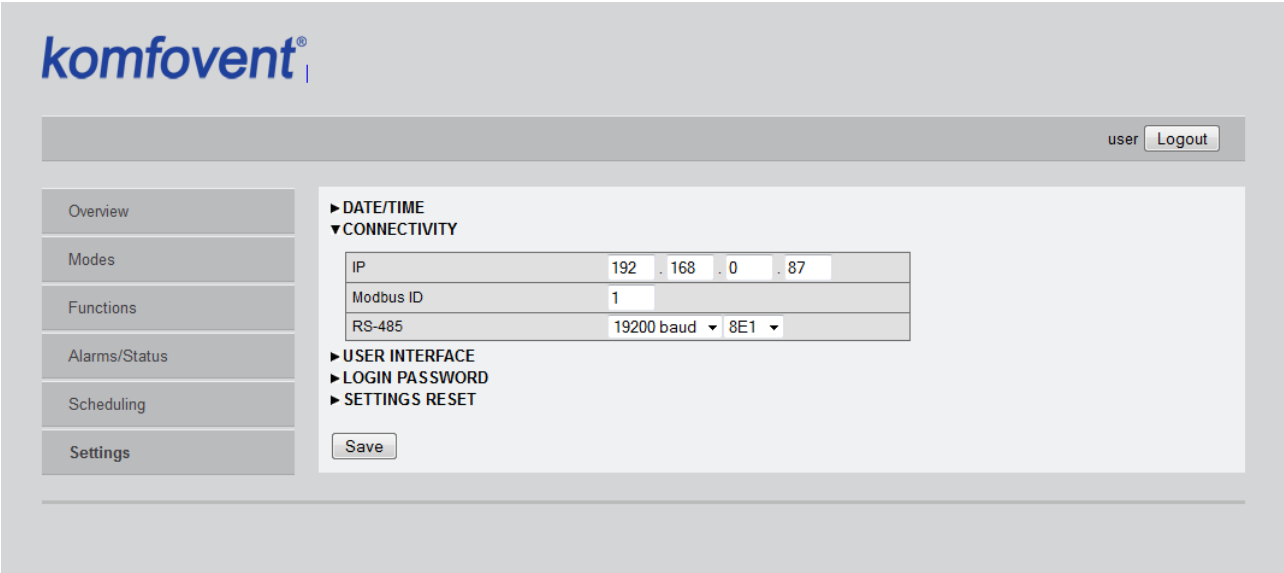 komfovent®
user Logout
Overview
Modes
Functions
Alarms/Status
Scheduling
Settings
►DATE/TIME
▼CONNECTIVITY
IP 192 . 168 . 0 . 87
Modbus ID 1
RS-485 19200 baud 8E1
►USER INTERFACE
►LOGIN PASSWORD
►SETTINGS RESET
Save